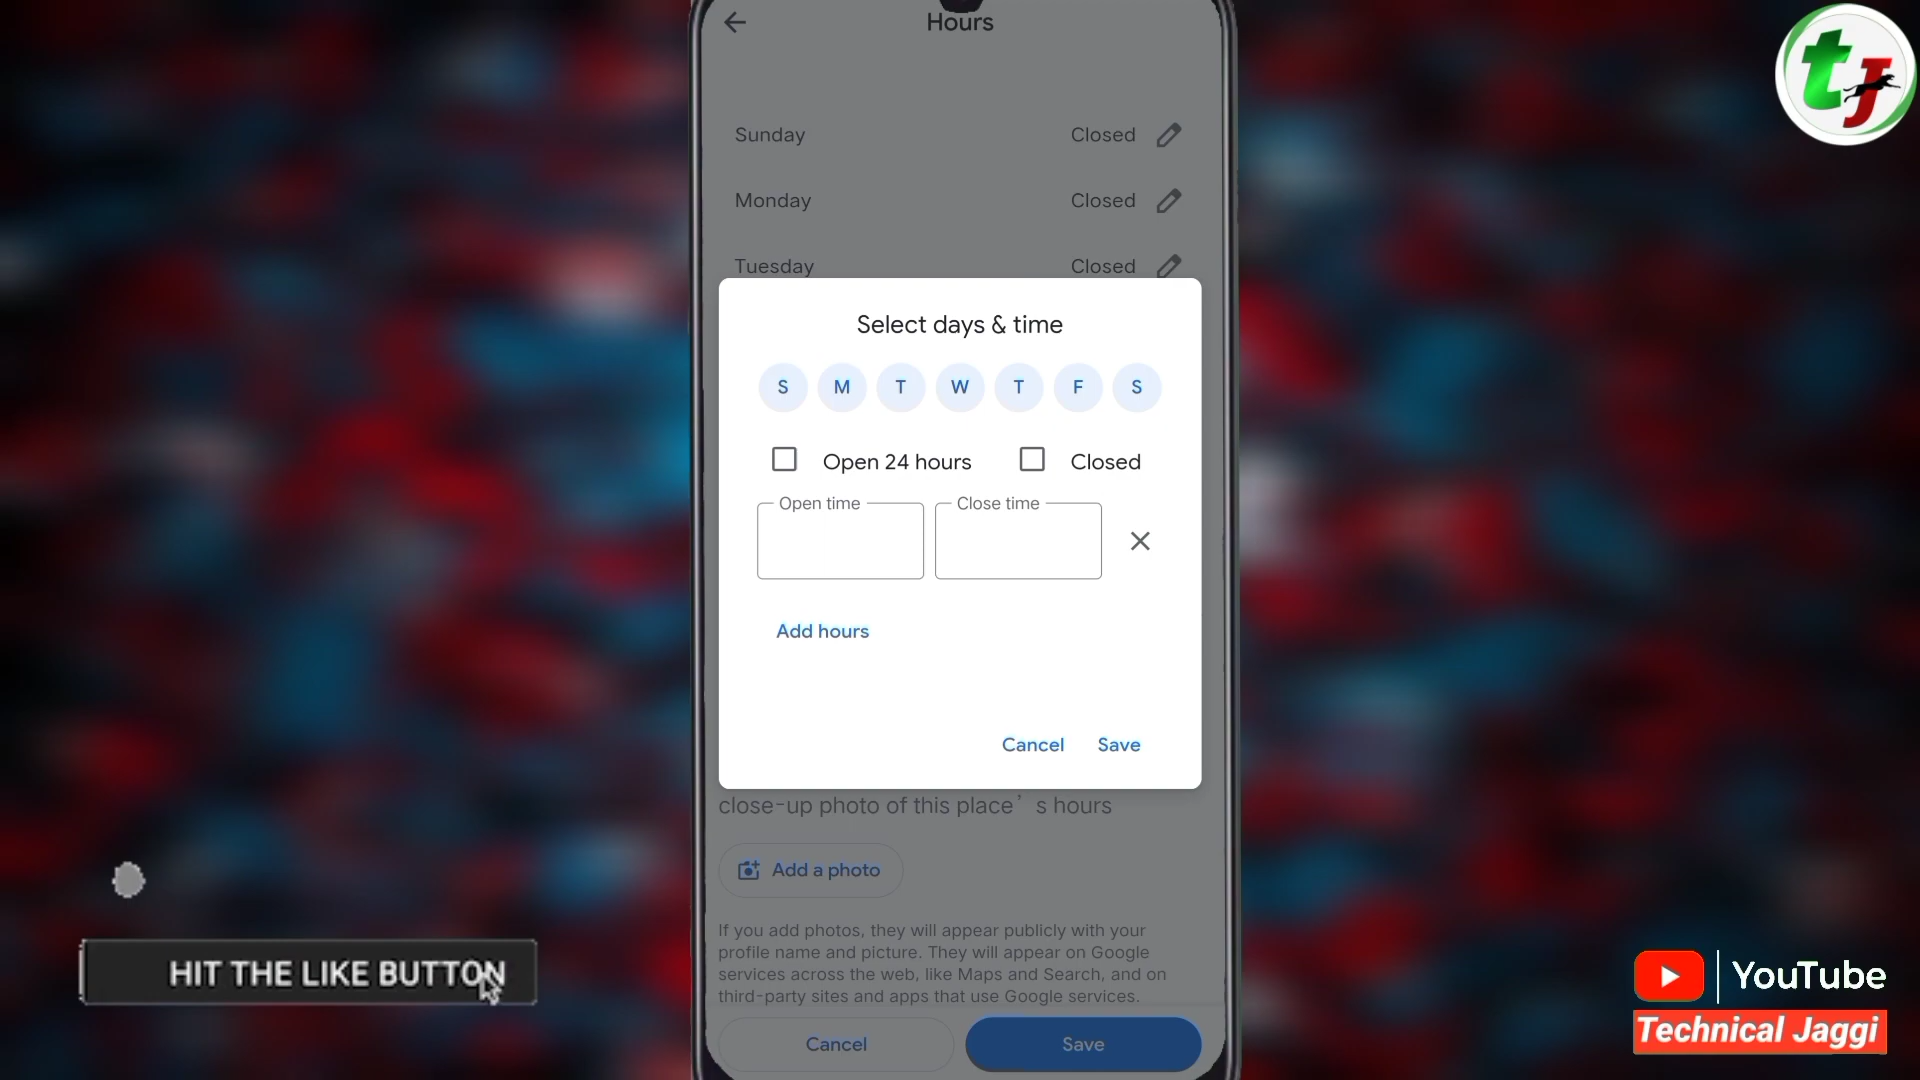 Hours
Sunday Closed
Monday Closed
Tuesday Closed
Select days & time
S M T W T F S
Open 24 hours Closed
Open time Close time
Add hours
Cancel Save
close-up photo of this place’s hours
Add a photo
If you add photos, they will appear publicly with your
profile name and picture. They will appear on Google
services across the web, like Maps and Search, and on
third-party sites and apps that use Google services.
Cancel Save
HIT THE LIKE BUTTON
tJ
YouTube
Technical Jaggi